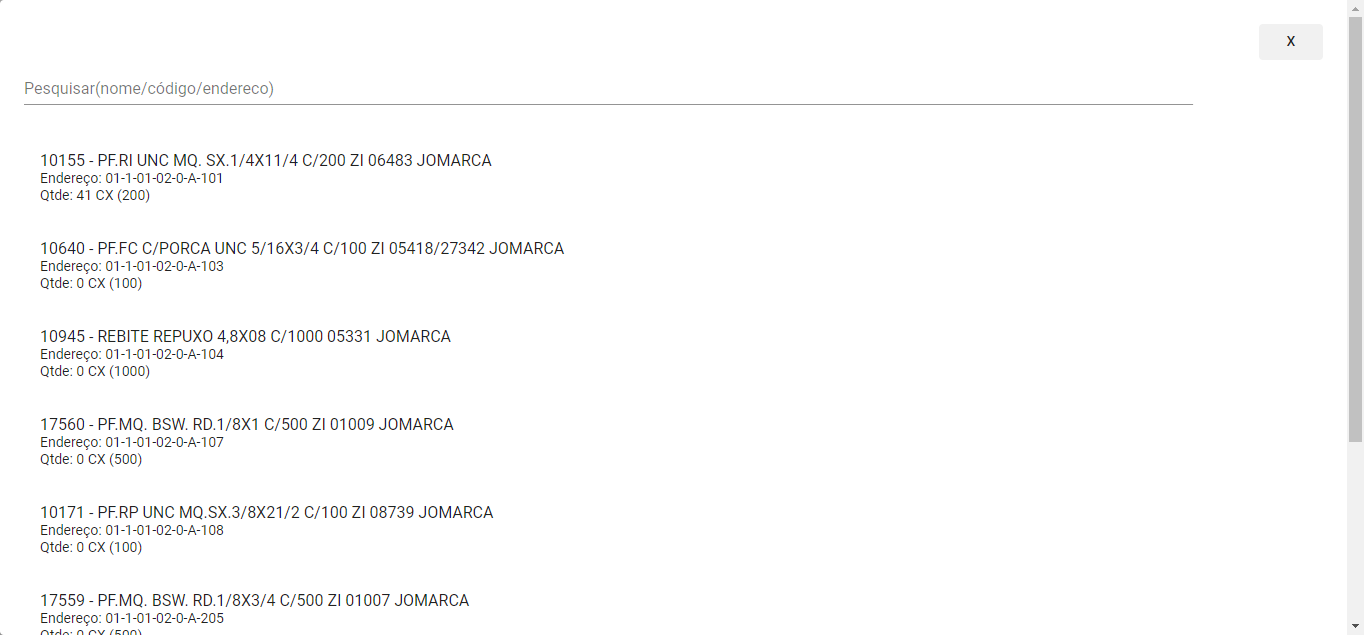 X
Pesquisar(nome/código/endereco)
10155 - PF.RI UNC MQ. SX.1/4X11/4 C/200 ZI 06483 JOMARCA
Endereço: 01-1-01-02-0-A-101
Qtde: 41 CX (200)
10640 - PF.FC C/PORCA UNC 5/16X3/4 C/100 ZI 05418/27342 JOMARCA
Endereço: 01-1-01-02-0-A-103
Qtde: 0 CX (100)
10945 - REBITE REPUXO 4,8X08 C/1000 05331 JOMARCA
Endereço: 01-1-01-02-0-A-104
Qtde: 0 CX (1000)
17560 - PF.MQ. BSW. RD.1/8X1 C/500 ZI 01009 JOMARCA
Endereço: 01-1-01-02-0-A-107
Qtde: 0 CX (500)
10171 - PF.RP UNC MQ.SX.3/8X21/2 C/100 ZI 08739 JOMARCA
Endereço: 01-1-01-02-0-A-108
Qtde: 0 CX (100)
17559 - PF.MQ. BSW. RD.1/8X3/4 C/500 ZI 01007 JOMARCA
Endereço: 01-1-01-02-0-A-205
Qtde: 0 CX (500)